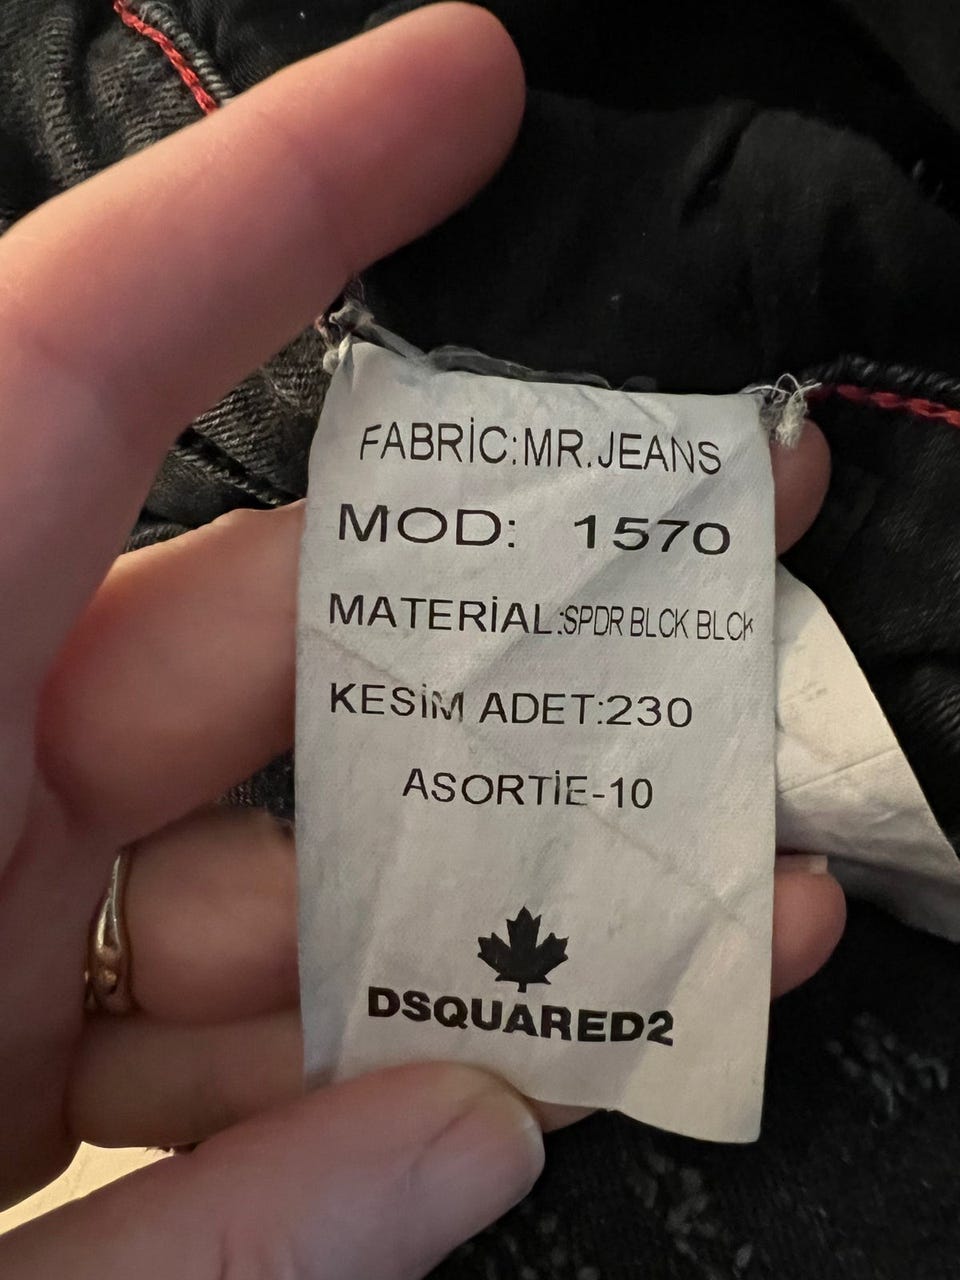 FABRİC:MR.JEANS
MOD: 1570
MATERİAL:SPDR BLCK BLCK
KESİM ADET:230
ASORTİE-10
DSQUARED2